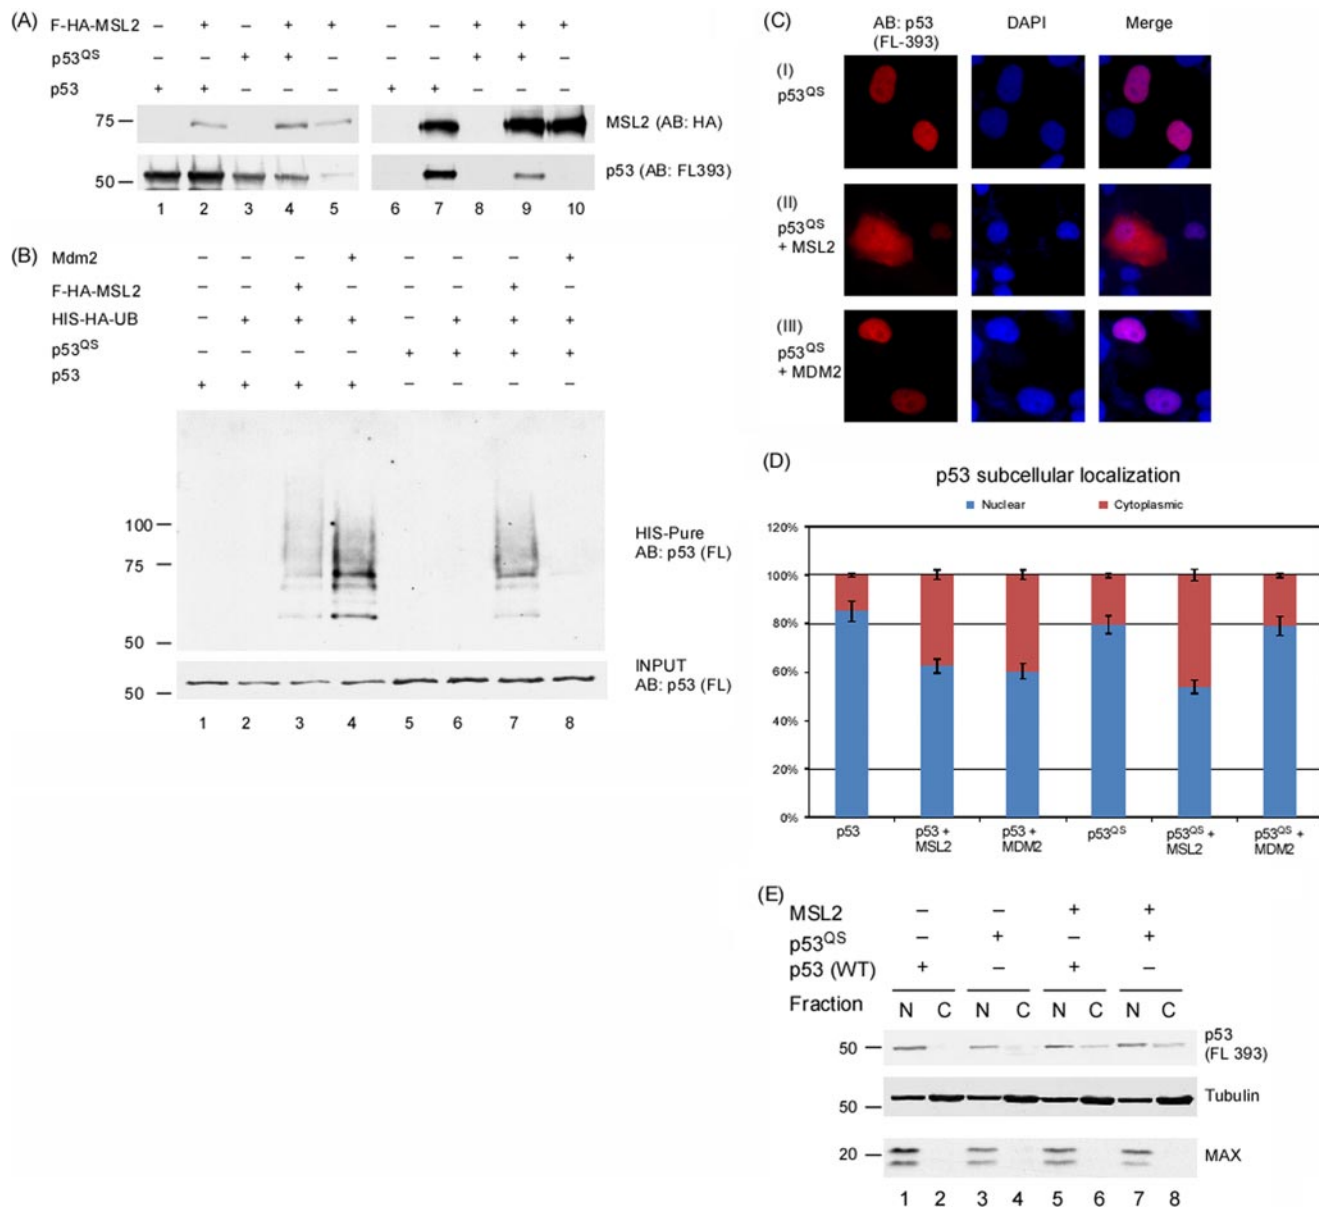 (A)
F-HA-MSL2 – + – + + – – + + +
p53QS – – + + – – – + + –
p53 + + – – – + + – – –
75
MSL2 (AB: HA)
50
p53 (AB: FL393)
1 2 3 4 5 6 7 8 9 10
(B)
Mdm2 – – – + – – – +
F-HA-MSL2 – – + – – – + –
HIS-HA-UB – + + + – + + +
p53QS – – – – + + + +
p53 + + + + – – – –
100
75
50
HIS-Pure
AB: p53 (FL)
50
INPUT
AB: p53 (FL)
1 2 3 4 5 6 7 8
(C)
AB: p53
(FL-393)
DAPI
Merge
(I)
p53QS
(II)
p53QS
+ MSL2
(III)
p53QS
+ MDM2
(D)
p53 subcellular localization
Nuclear Cytoplasmic
120%
100%
80%
60%
40%
20%
0%
p53
p53 +
MSL2
p53 +
MDM2
p53QS
p53QS +
MSL2
p53QS +
MDM2
(E)
MSL2 – – + +
p53QS – + – +
p53 (WT) + – + –
Fraction N C N C N C N C
50
p53
(FL 393)
50
Tubulin
20
MAX
1 2 3 4 5 6 7 8